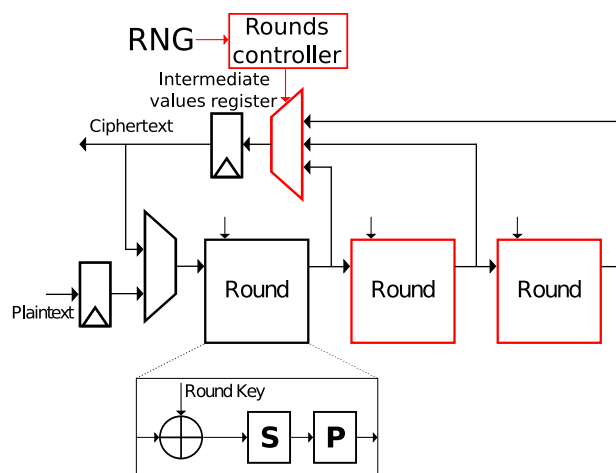 RNG
Rounds
controller
Intermediate
values register
Ciphertext
Round
Round
Round
Plaintext
Round Key
S
P